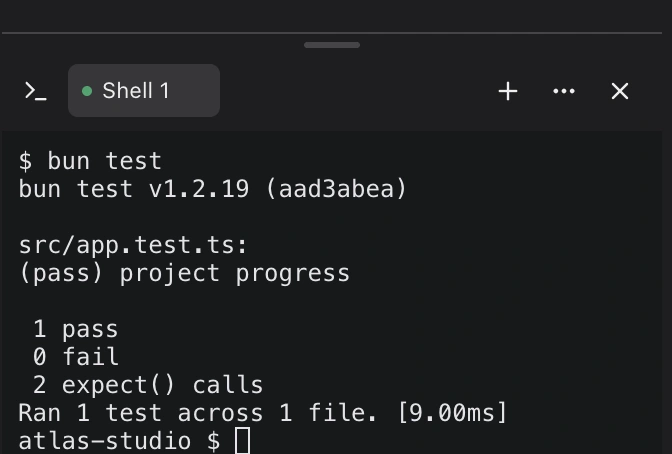 Shell 1
$ bun test
bun test v1.2.19 (aad3abea)
src/app.test.ts:
(pass) project progress
1 pass
0 fail
2 expect() calls
Ran 1 test across 1 file. [9.00ms]
atlas-studio $